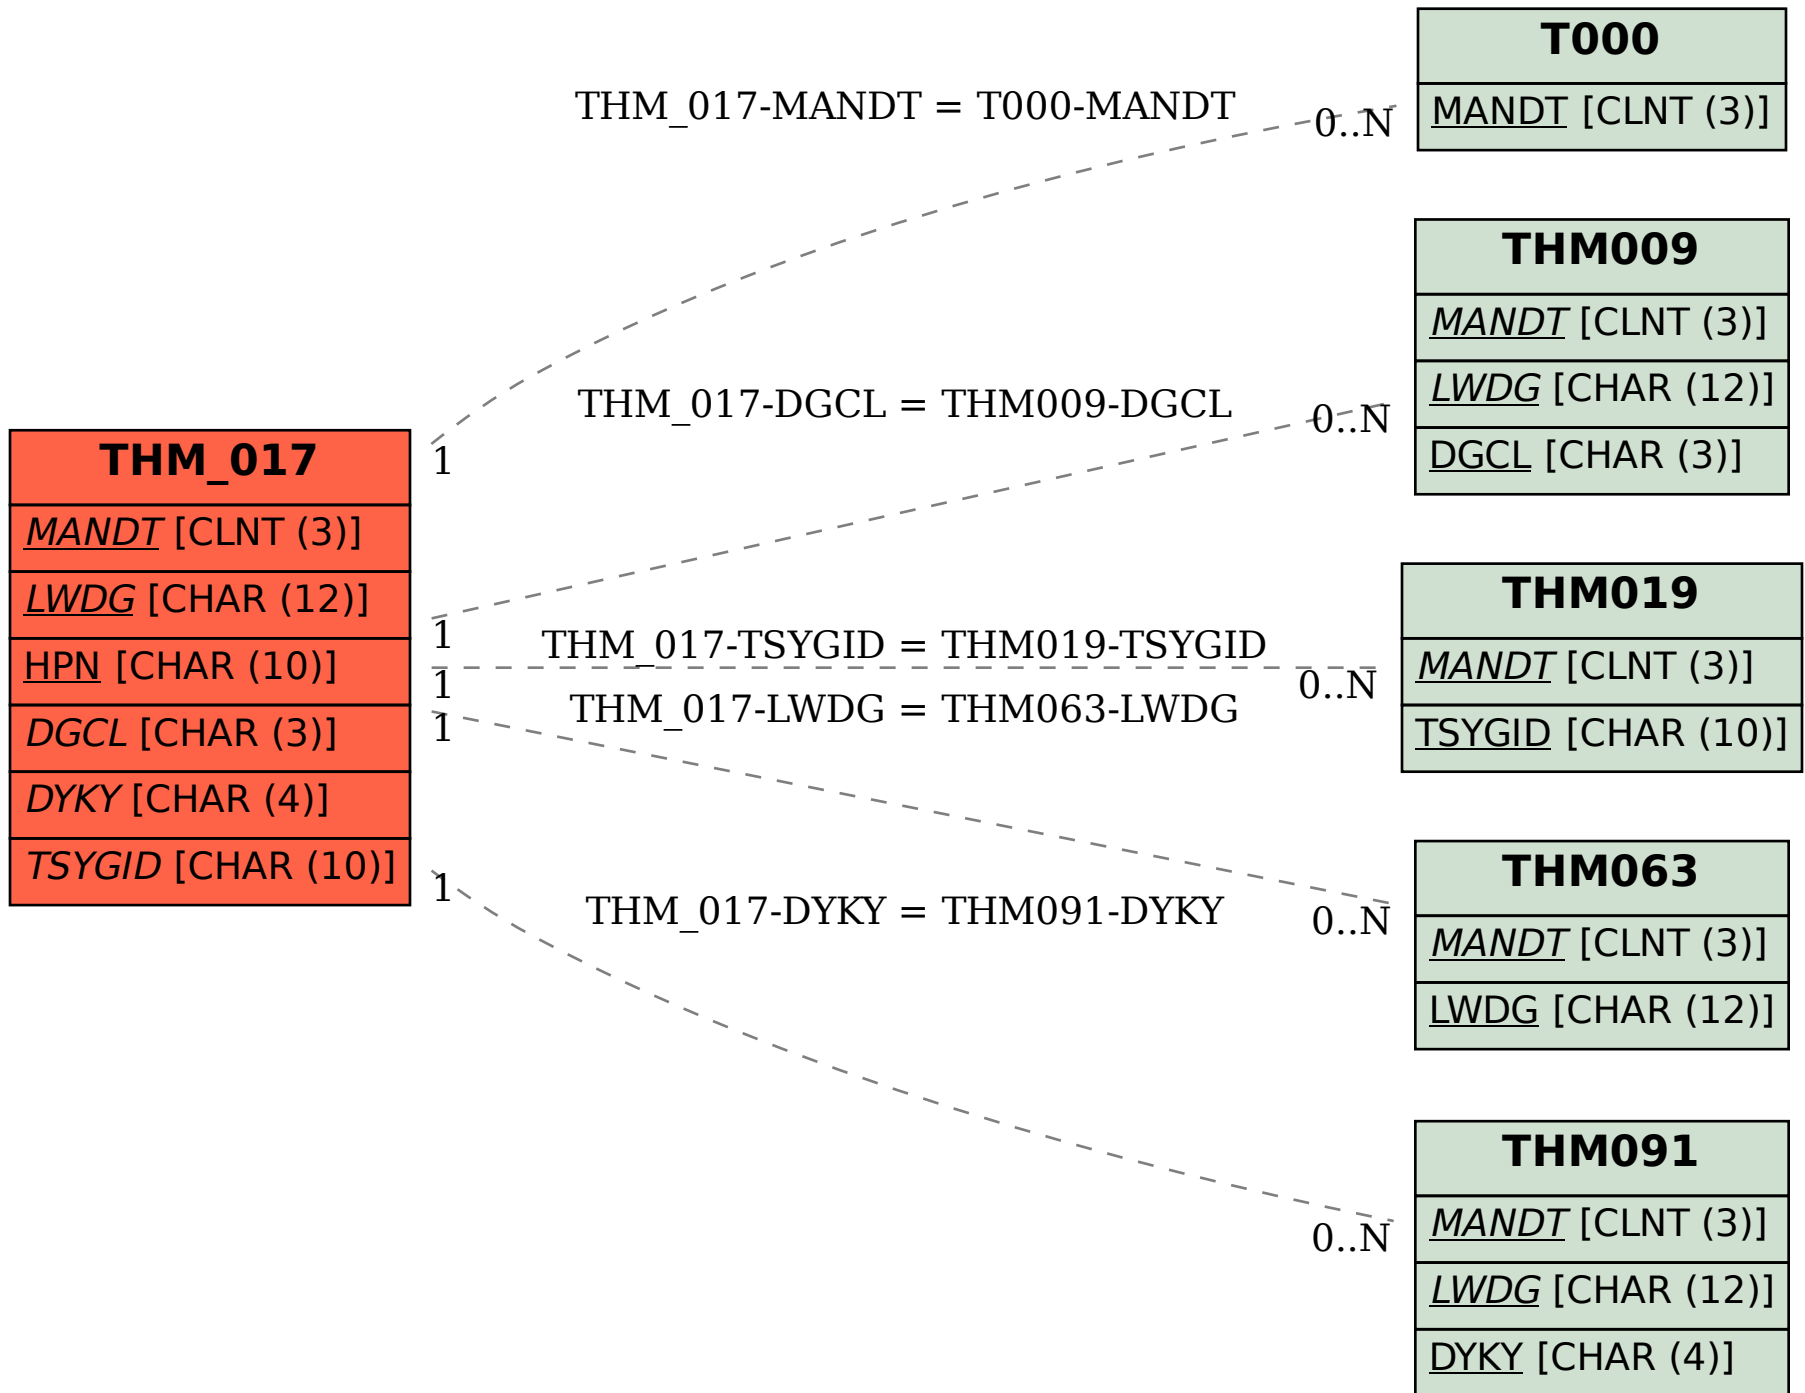 THM_017
MANDT [CLNT (3)]
LWDG [CHAR (12)]
HPN [CHAR (10)]
DGCL [CHAR (3)]
DYKY [CHAR (4)]
TSYGID [CHAR (10)]
THM_017-MANDT = T000-MANDT
1
0..N
THM_017-DGCL = THM009-DGCL
1
0..N
THM_017-TSYGID = THM019-TSYGID
1
0..N
THM_017-LWDG = THM063-LWDG
1
0..N
THM_017-DYKY = THM091-DYKY
1
0..N
T000
MANDT [CLNT (3)]
THM009
MANDT [CLNT (3)]
LWDG [CHAR (12)]
DGCL [CHAR (3)]
THM019
MANDT [CLNT (3)]
TSYGID [CHAR (10)]
THM063
MANDT [CLNT (3)]
LWDG [CHAR (12)]
THM091
MANDT [CLNT (3)]
LWDG [CHAR (12)]
DYKY [CHAR (4)]